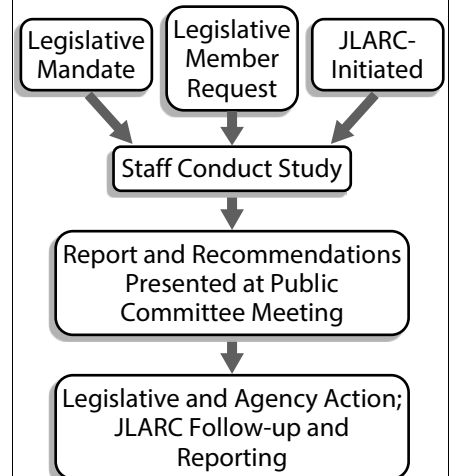 Legislative
Mandate
Legislative
Member
Request
JLARC-
Initiated
Staff Conduct Study
Report and Recommendations
Presented at Public
Committee Meeting
Legislative and Agency Action;
JLARC Follow-up and
Reporting